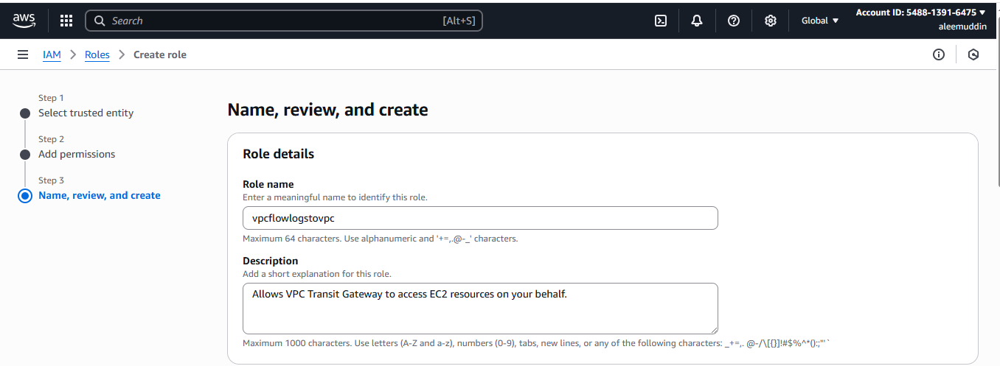 aws
Search [Alt+S]
Global
Account ID: 5488-1391-6475
aleemuddin
IAM > Roles > Create role
Step 1
Select trusted entity
Step 2
Add permissions
Step 3
Name, review, and create
Name, review, and create
Role details
Role name
Enter a meaningful name to identify this role.
vpcflowlogstovpc
Maximum 64 characters. Use alphanumeric and '+=,.@-_' characters.
Description
Add a short explanation for this role.
Allows VPC Transit Gateway to access EC2 resources on your behalf.
Maximum 1000 characters. Use letters (A-Z and a-z), numbers (0-9), tabs, new lines, or any of the following characters: _+=,. @-/\[{}]!#$%^*();:"'`